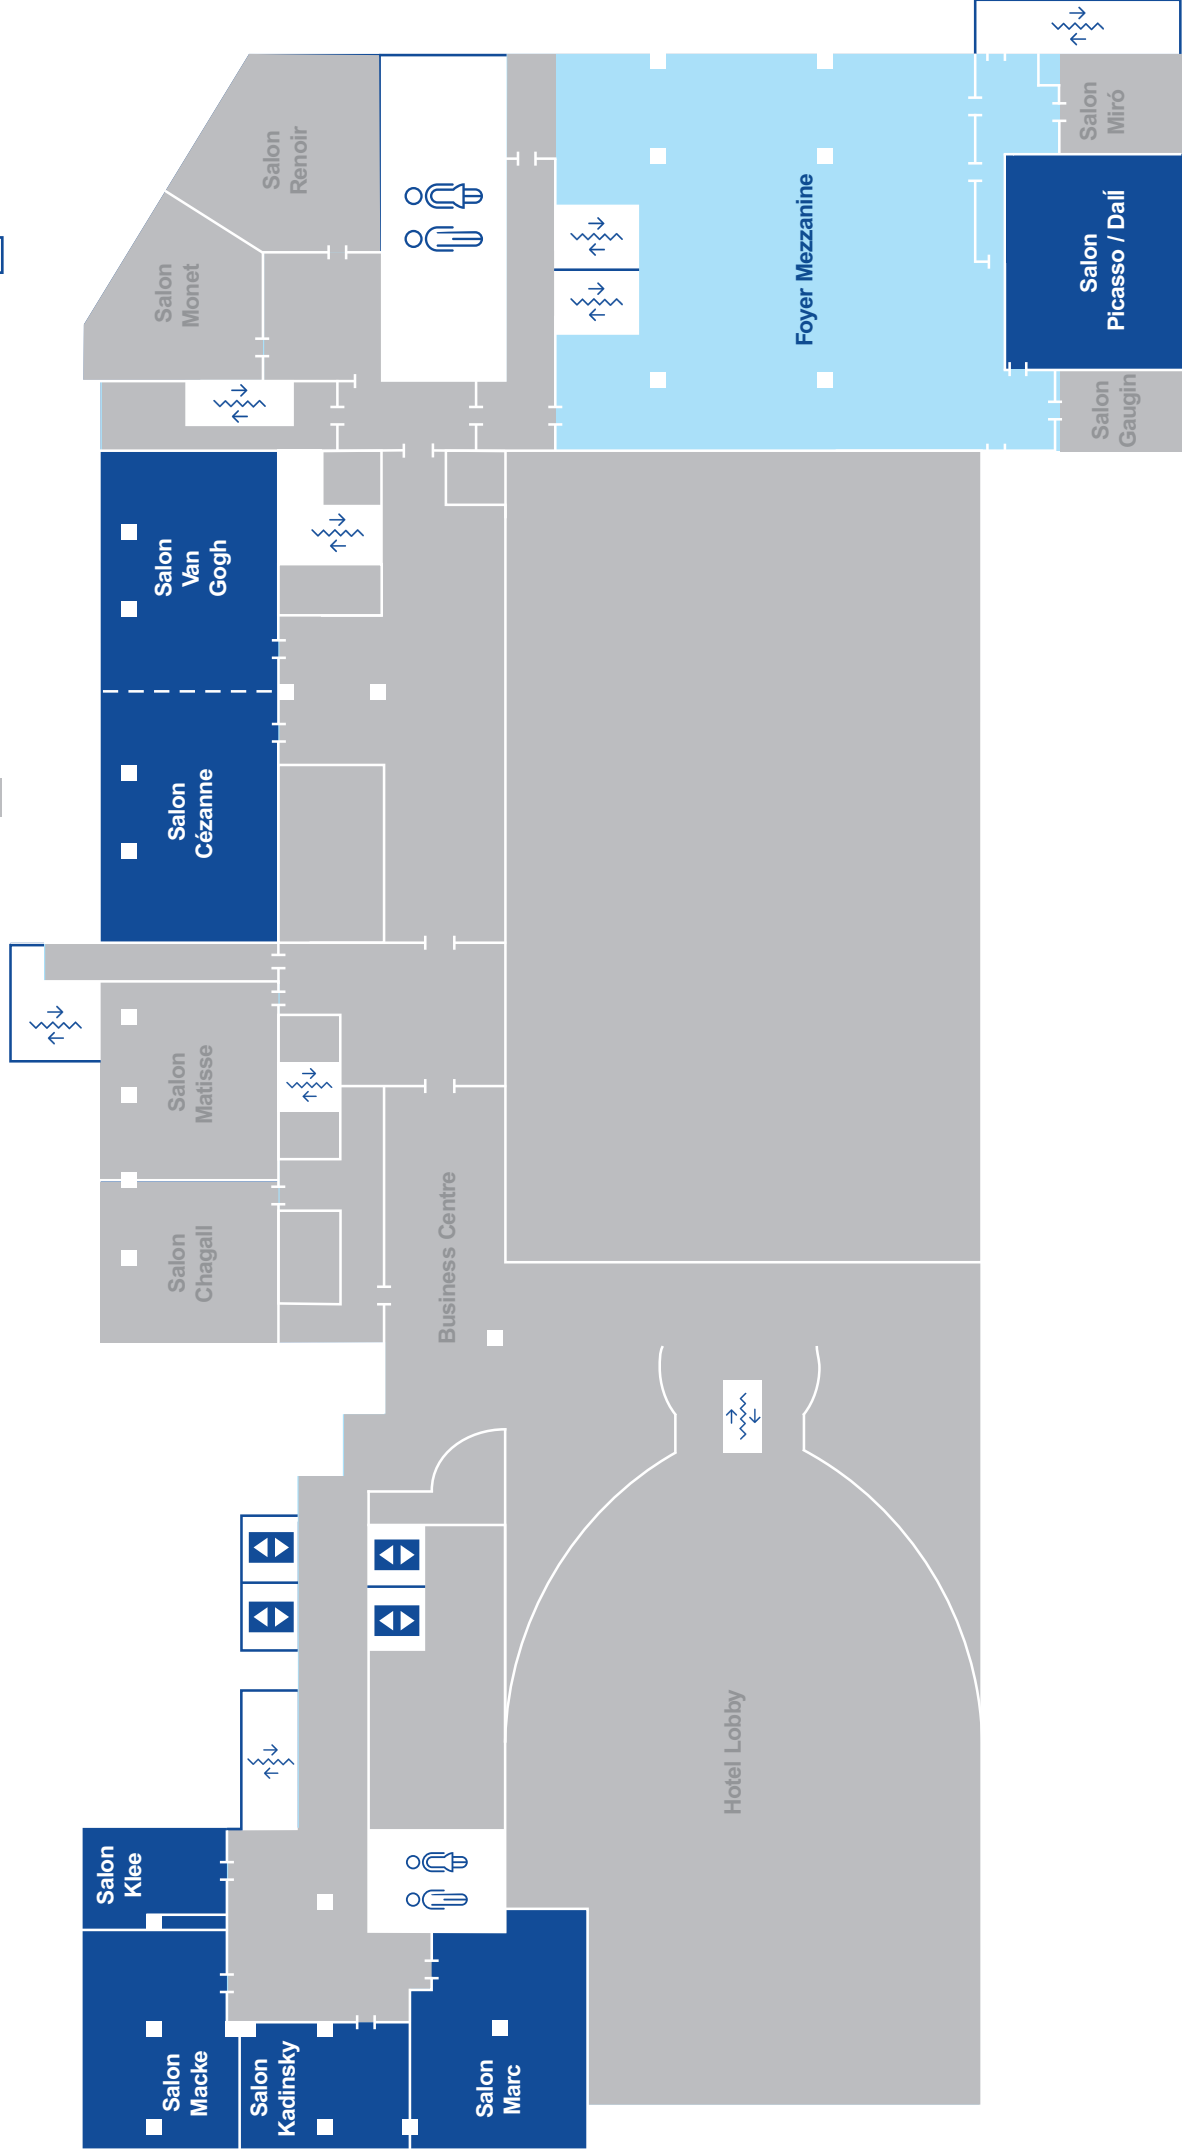 Salon
Renoir
Salon
Monet
Foyer Mezzanine
Salon
Miró
Salon
Picasso / Dalí
Salon
Gaugin
Salon
Van
Gogh
Salon
Cézanne
Salon
Matisse
Salon
Chagall
Business Centre
Hotel Lobby
Salon
Klee
Salon
Macke
Salon
Kadinsky
Salon
Marc